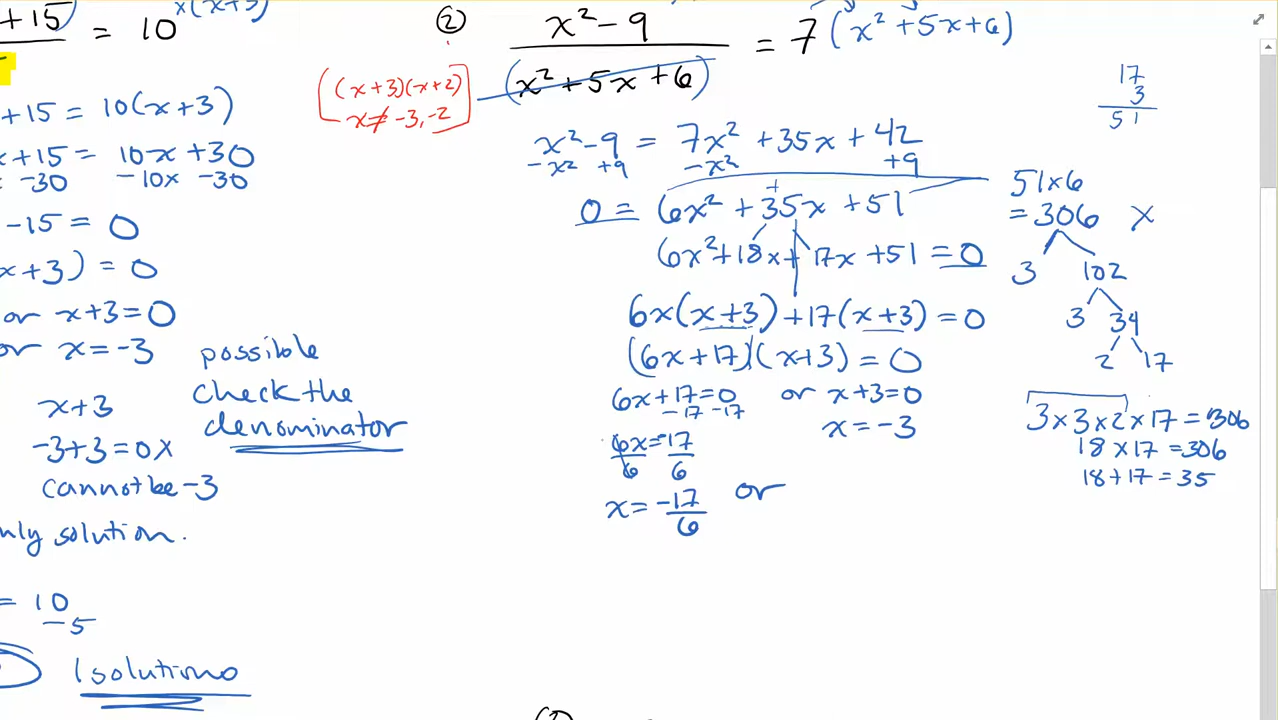 + 15 = 10 x(x+3)
+15 = 10(x+3)
x+15 = 10x+30
-30 -10x -30
-15 = 0
x+3) = 0
or x+3=0
or x=-3 possible
check the
denominator
x+3
-3+3=0x
cannot be -3
nly solution.
= 10
-5
1 solution
②
x²-9
(x²+5x+6)
= 7(x²+5x+6)
(x+3)(x+2)
x≠-3,-2
x²-9 = 7x²+35x+42
-x² +9 -x² +9
0 = 6x²+35x+51
6x²+18x+17x+51=0
6x(x+3)+17(x+3)=0
(6x+17)(x+3)=0
6x+17=0 or x+3=0
-17 -17
x=-3
6x=-17
6 6
x=-17 or
6
17
3
51
51x6
=306 x
3 102
3 34
2 17
3x3x2x17=306
18x17=306
18+17=35